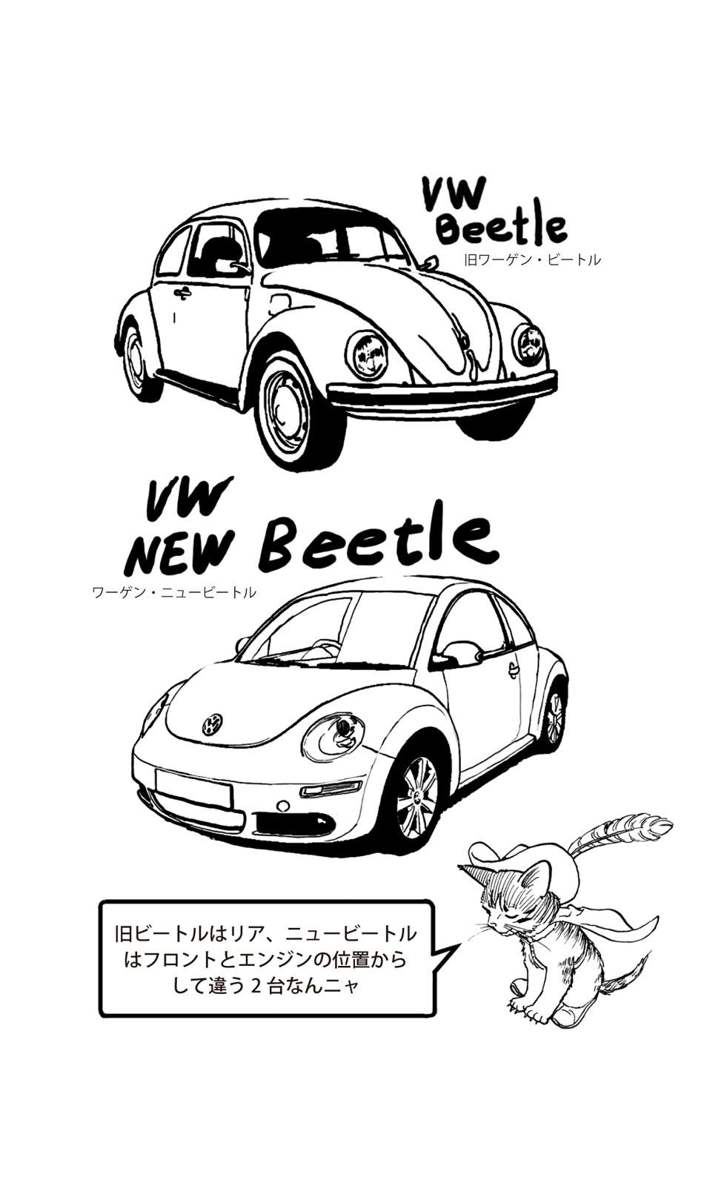 VW
Beetle
旧ワーゲン・ビートル
VW
NEW Beetle
ワーゲン・ニュービートル
旧ビートルはリア、ニュービートル
はフロントとエンジンの位置から
して違う 2 台なんニャ